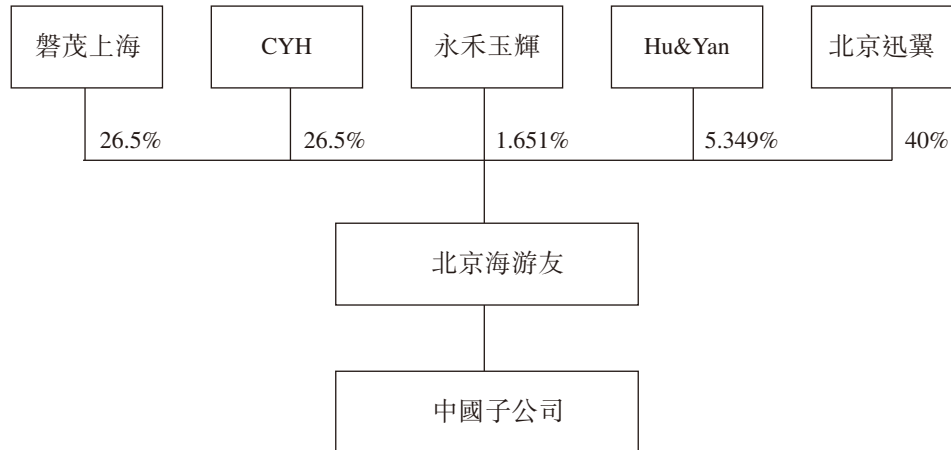 磐茂上海
CYH
永禾玉輝
Hu&Yan
北京迅翼
26.5%
26.5%
1.651%
5.349%
40%
北京海游友
中國子公司